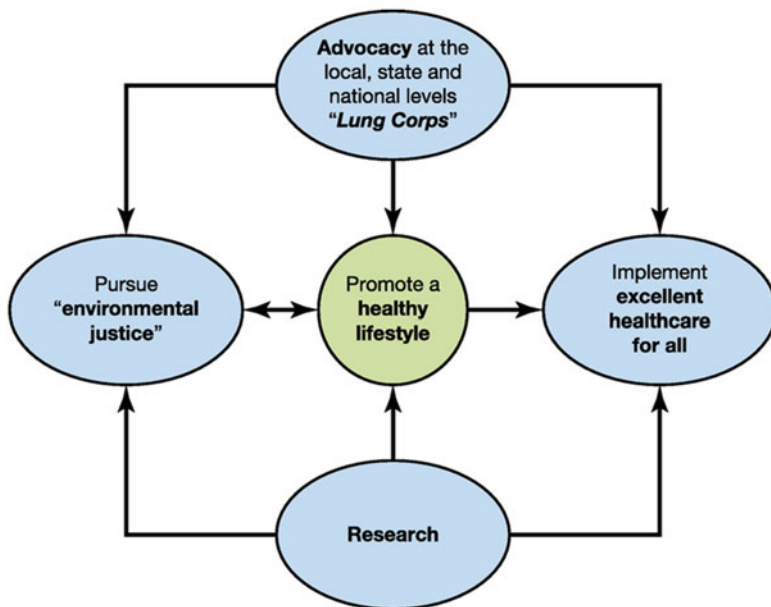 Advocacy at the
local, state and
national levels
“Lung Corps”
Pursue
“environmental
justice”
Promote a
healthy
lifestyle
Implement
excellent
healthcare
for all
Research